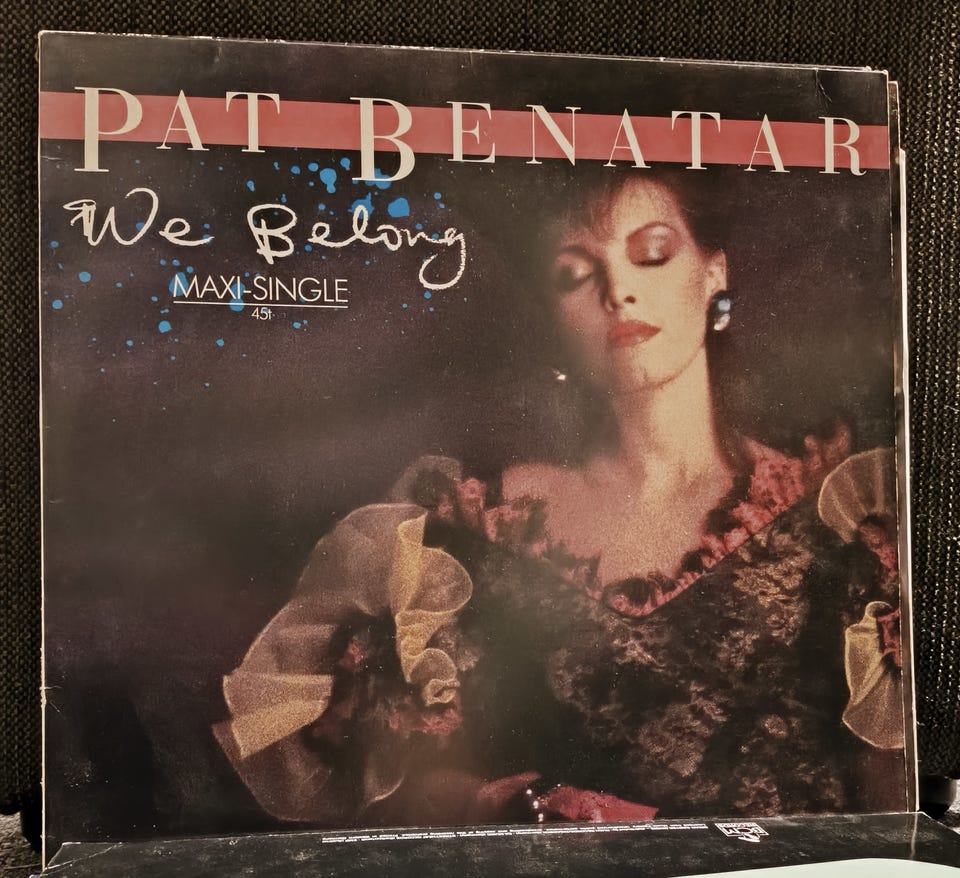 PAT BENATAR
We Belong
MAXI-SINGLE
45t